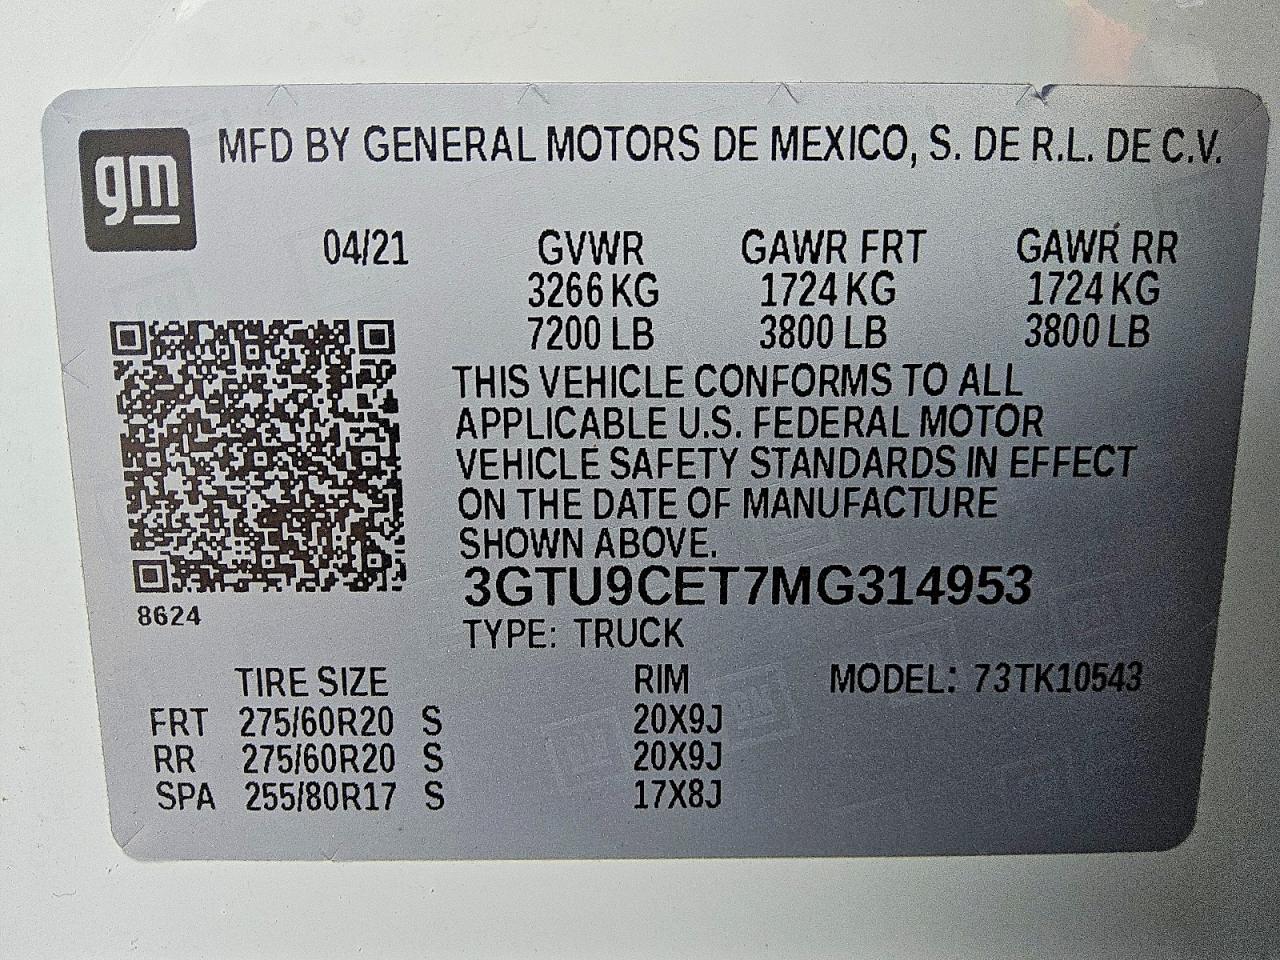 gm
MFD BY GENERAL MOTORS DE MEXICO, S. DE R.L. DE C.V.
04/21 GVWR GAWR FRT GAWR RR
3266 KG 1724 KG 1724 KG
7200 LB 3800 LB 3800 LB
THIS VEHICLE CONFORMS TO ALL
APPLICABLE U.S. FEDERAL MOTOR
VEHICLE SAFETY STANDARDS IN EFFECT
ON THE DATE OF MANUFACTURE
SHOWN ABOVE.
3GTU9CET7MG314953
8624
TYPE: TRUCK
TIRE SIZE RIM MODEL: 73TK10543
FRT 275/60R20 S 20X9J
RR 275/60R20 S 20X9J
SPA 255/80R17 S 17X8J